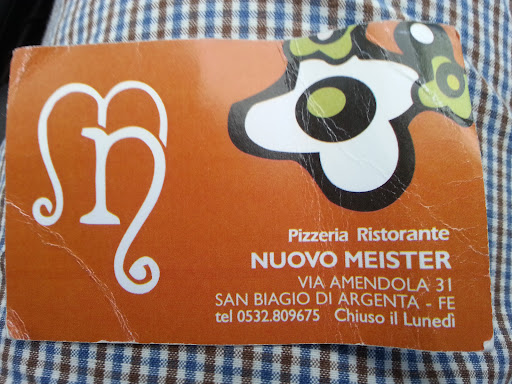 Pizzeria Ristorante
NUOVO MEISTER
VIA AMENDOLA 31
SAN BIAGIO DI ARGENTA - FE
tel 0532.809675 Chiuso il Lunedì